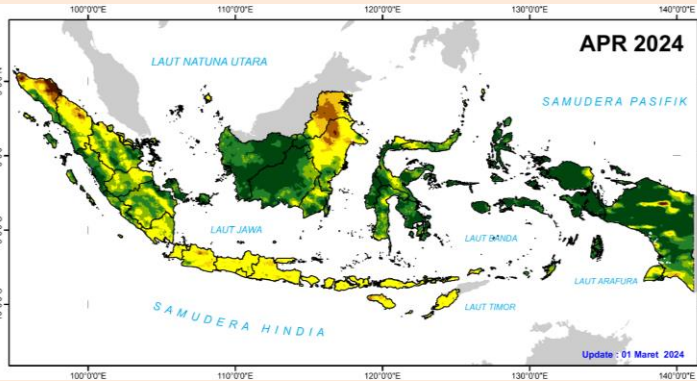 100°0'0"E 110°0'0"E 120°0'0"E 130°0'0"E 140°0'0"E
APR 2024
LAUT NATUNA UTARA
SAMUDERA PASIFIK
LAUT JAWA
LAUT BANDA
LAUT ARAFURA
LAUT TIMOR
SAMUDERA HINDIA
Update : 01 Maret 2024
100°0'0"E 110°0'0"E 120°0'0"E 130°0'0"E 140°0'0"E